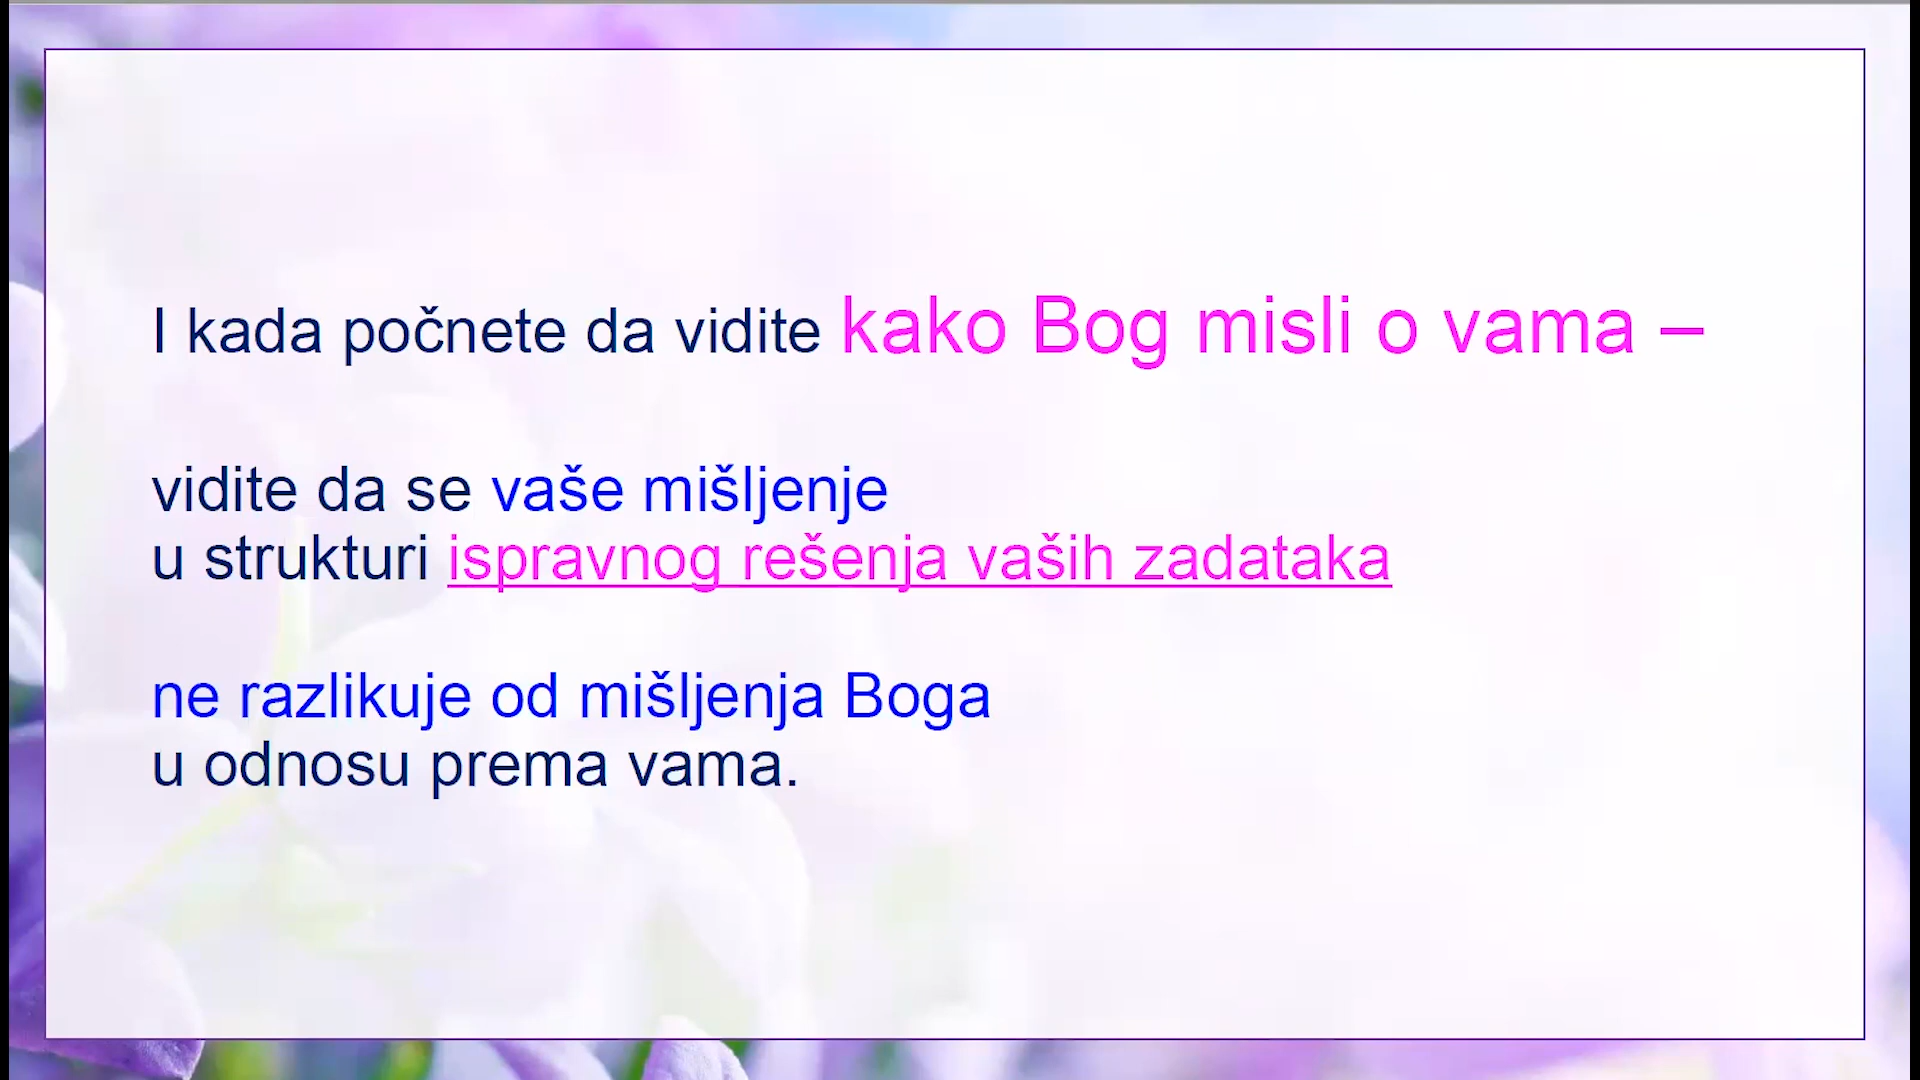 I kada počnete da vidite kako Bog misli o vama –
vidite da se vaše mišljenje
u strukturi ispravnog rešenja vaših zadataka
ne razlikuje od mišljenja Boga
u odnosu prema vama.